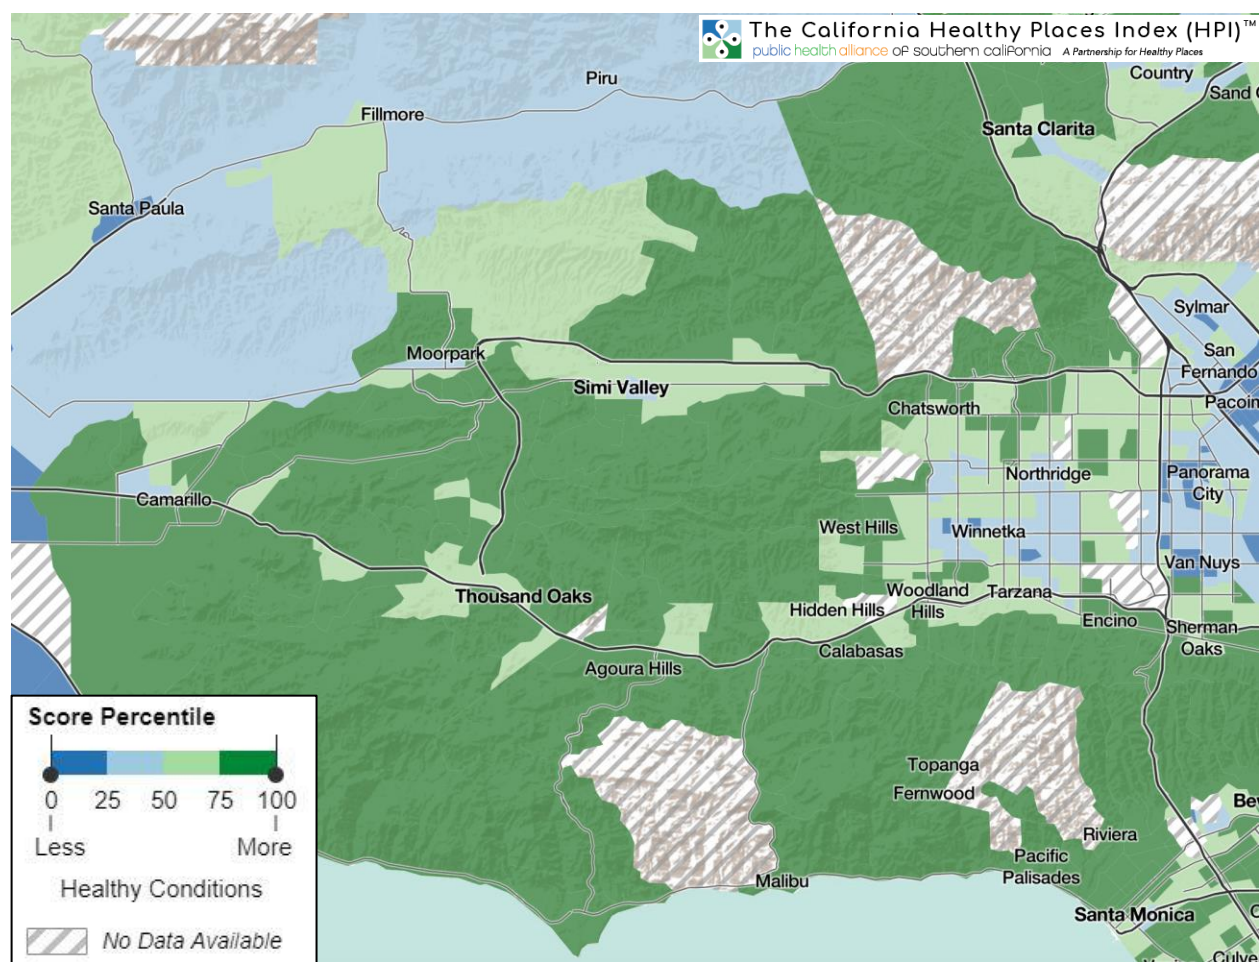 The California Healthy Places Index (HPI)™
public health alliance of southern california A Partnership for Healthy Places
Piru
Country
Sand
Fillmore
Santa Clarita
Santa Paula
Sylmar
San
Fernando
Moorpark
Simi Valley
Pacoim
Chatsworth
Northridge
Panorama
City
Camarillo
West Hills
Winnetka
Van Nuys
Thousand Oaks
Woodland
Hills
Tarzana
Hidden Hills
Encino
Sherman
Oaks
Calabasas
Agoura Hills
Score Percentile
0 25 50 75 100
Less More
Healthy Conditions
No Data Available
Topanga
Fernwood
Bev
Riviera
Pacific
Palisades
Malibu
Santa Monica
Culve